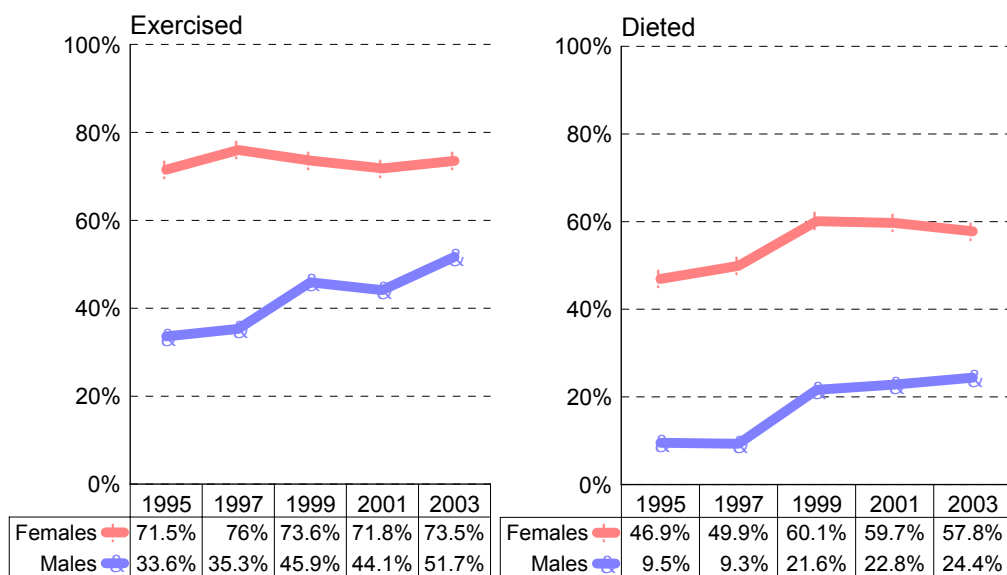 Exercised
100%
80%
60%
40%
20%
0%
1995 1997 1999 2001 2003
Females 71.5% 76% 73.6% 71.8% 73.5%
Males 33.6% 35.3% 45.9% 44.1% 51.7%
Dieted
100%
80%
60%
40%
20%
0%
1995 1997 1999 2001 2003
Females 46.9% 49.9% 60.1% 59.7% 57.8%
Males 9.5% 9.3% 21.6% 22.8% 24.4%